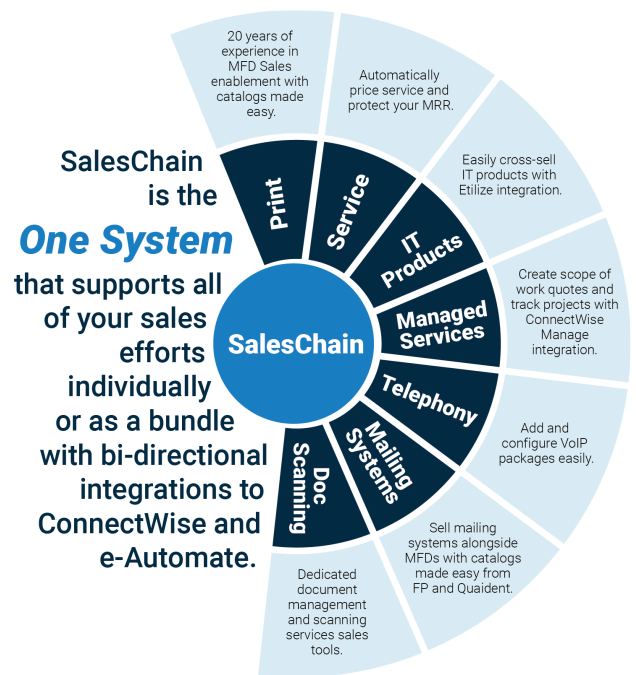 SalesChain
is the
One System
that supports all
of your sales
efforts
individually
or as a bundle
with bi-directional
integrations to
ConnectWise and
e-Automate.
SalesChain
Print
20 years of
experience in
MFD Sales
enablement with
catalogs made
easy.
Service
Automatically
price service and
protect your MRR.
IT
Products
Easily cross-sell
IT products with
Etilize integration.
Managed
Services
Create scope of
work quotes and
track projects with
ConnectWise
Manage
integration.
Telephony
Add and
configure VoIP
packages easily.
Mailing
Systems
Sell mailing
systems alongside
MFDs with catalogs
made easy from
FP and Quaident.
Doc
Scanning
Dedicated
document
management
and scanning
services sales
tools.